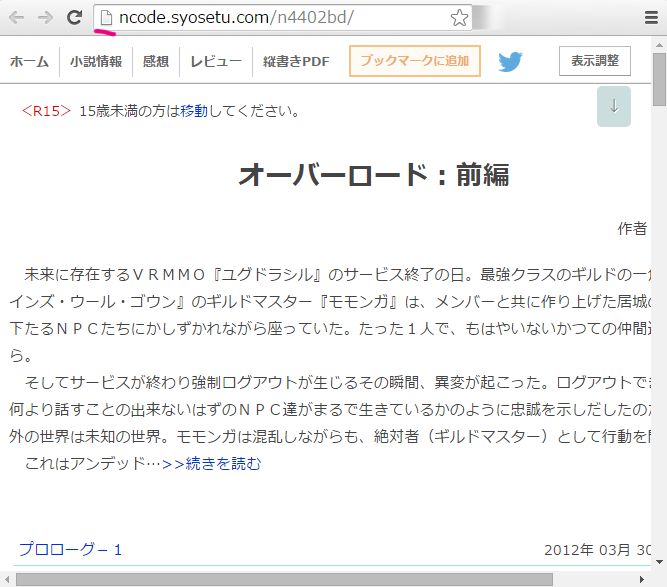 ncode.syosetu.com/n4402bd/
ホーム 小説情報 感想 レビュー 縦書きPDF ブックマークに追加 表示調整
<R15> 15歳未満の方は移動してください。
↓
オーバーロード：前編
作者
未来に存在するＶＲＭＭＯ『ユグドラシル』のサービス終了の日。最強クラスのギルドの一
インズ・ウール・ゴウン』のギルドマスター『モモンガ』は、メンバーと共に作り上げた居城
下たるＮＰＣたちにかしずかれながら座っていた。たった１人で、もはやいないかつての仲間
ら。
そしてサービスが終わり強制ログアウトが生じるその瞬間、異変が起こった。ログアウトで
何より話すことの出来ないはずのＮＰＣ達がまるで生きているかのように忠誠を示しだしたの
外の世界は未知の世界。モモンガは混乱しながらも、絶対者（ギルドマスター）として行動を
これはアンデッド…>>続きを読む
プロローグ－１ 2012年 03月 30